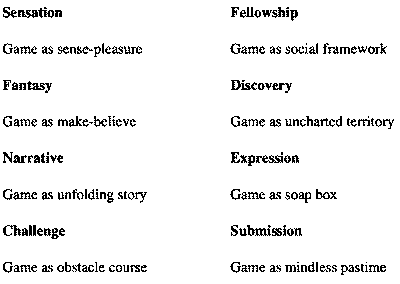 Sensation
Game as sense-pleasure
Fantasy
Game as make-believe
Narrative
Game as unfolding story
Challenge
Game as obstacle course
Fellowship
Game as social framework
Discovery
Game as uncharted territory
Expression
Game as soap box
Submission
Game as mindless pastime